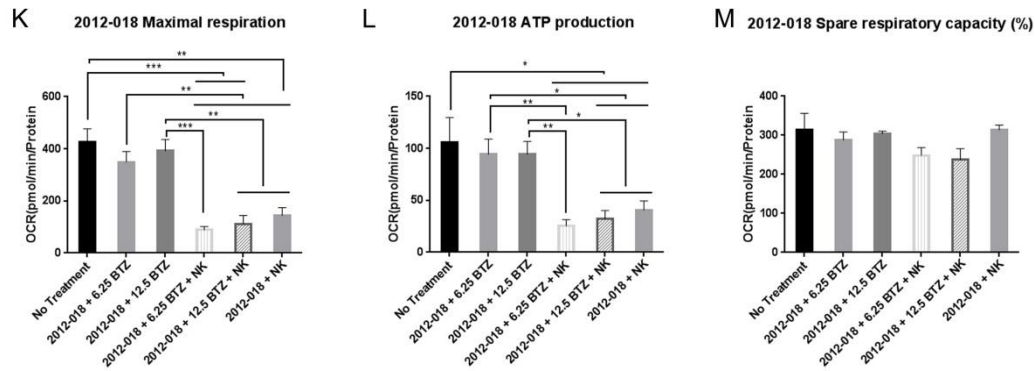 K
2012-018 Maximal respiration
**
***
**
**
***
OCR(pmol/min/Protein
600
400
200
0
No Treatment
2012-018 + 6.25 BTZ
2012-018 + 12.5 BTZ
2012-018 + 6.25 BTZ + NK
2012-018 + 12.5 BTZ + NK
2012-018 + NK
L
2012-018 ATP production
*
*
**
*
**
OCR(pmol/min/Protein
150
100
50
0
No Treatment
2012-018 + 6.25 BTZ
2012-018 + 12.5 BTZ
2012-018 + 6.25 BTZ + NK
2012-018 + 12.5 BTZ + NK
2012-018 + NK
M
2012-018 Spare respiratory capacity (%)
OCR(pmol/min/Protein
400
300
200
100
0
No Treatment
2012-018 + 6.25 BTZ
2012-018 + 12.5 BTZ
2012-018 + 6.25 BTZ + NK
2012-018 + 12.5 BTZ + NK
2012-018 + NK